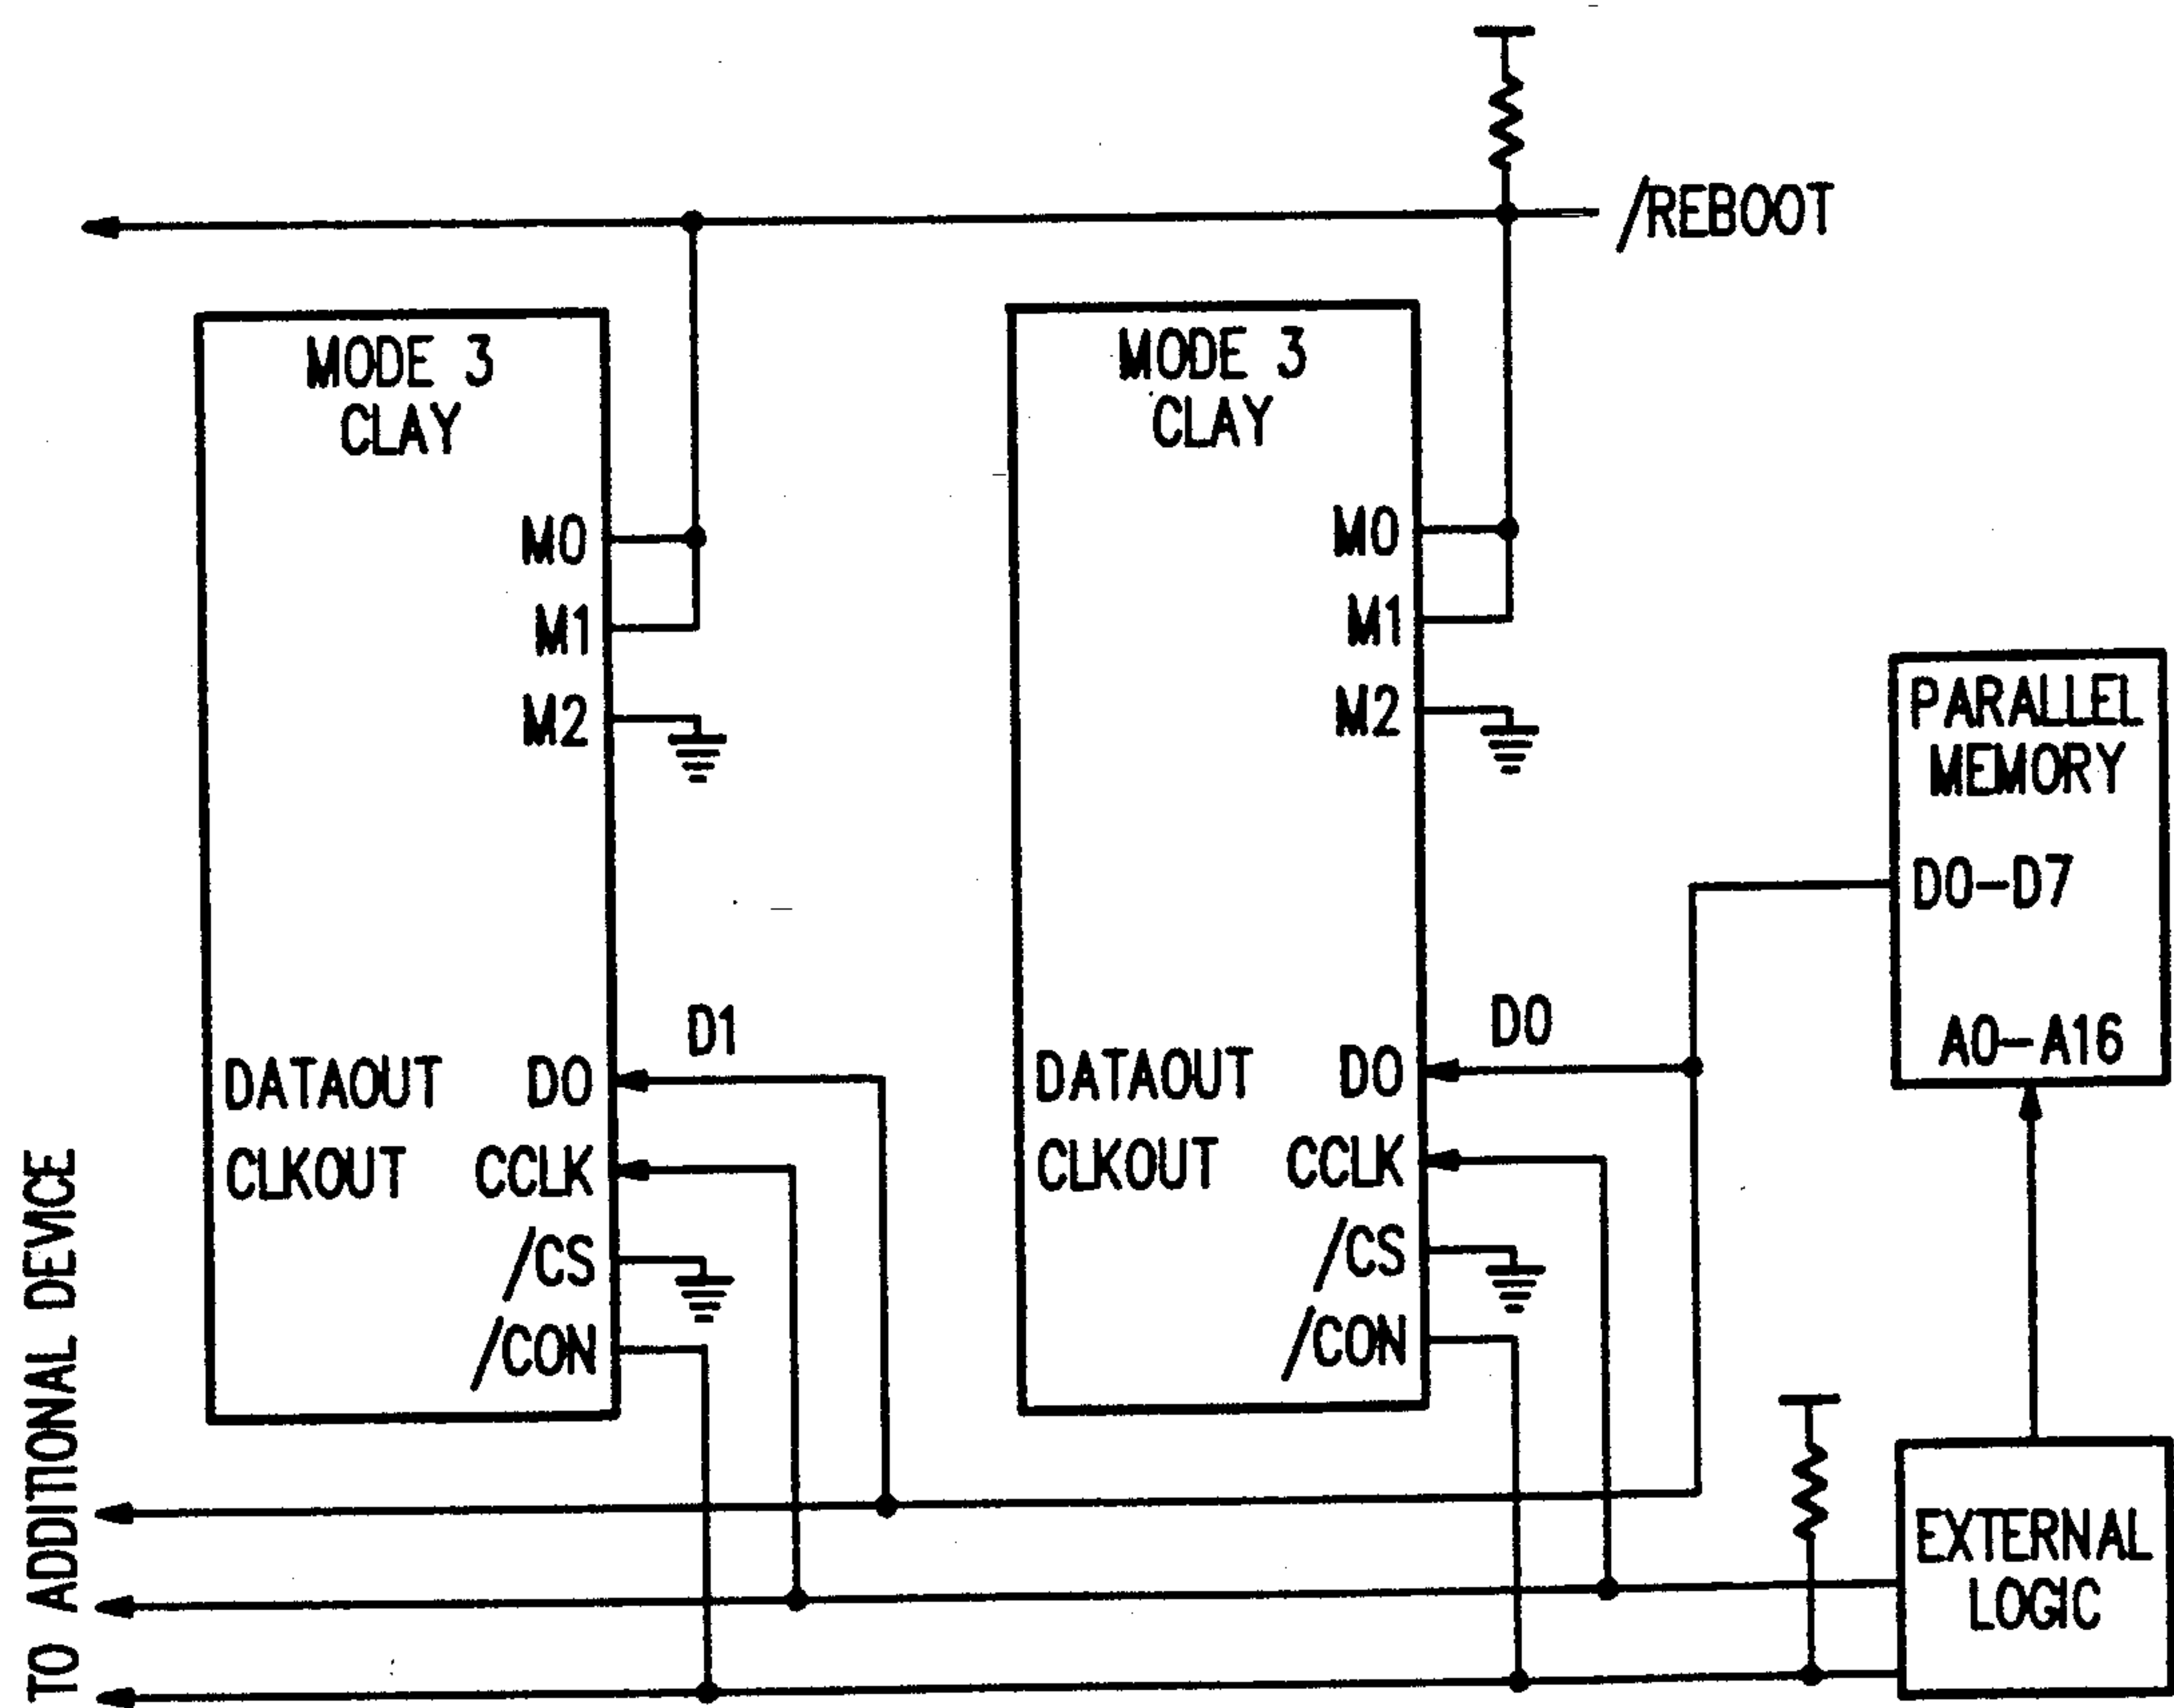 /REBOOT
MODE 3
CLAY
M0
M1
M2
D1
DATAOUT D0
CLKOUT CCLK
/CS
/CON
MODE 3
CLAY
M0
M1
M2
D0
DATAOUT D0
CLKOUT CCLK
/CS
/CON
PARALLEL
MEMORY
D0-D7
A0-A16
EXTERNAL
LOGIC
TO ADDITIONAL DEVICE